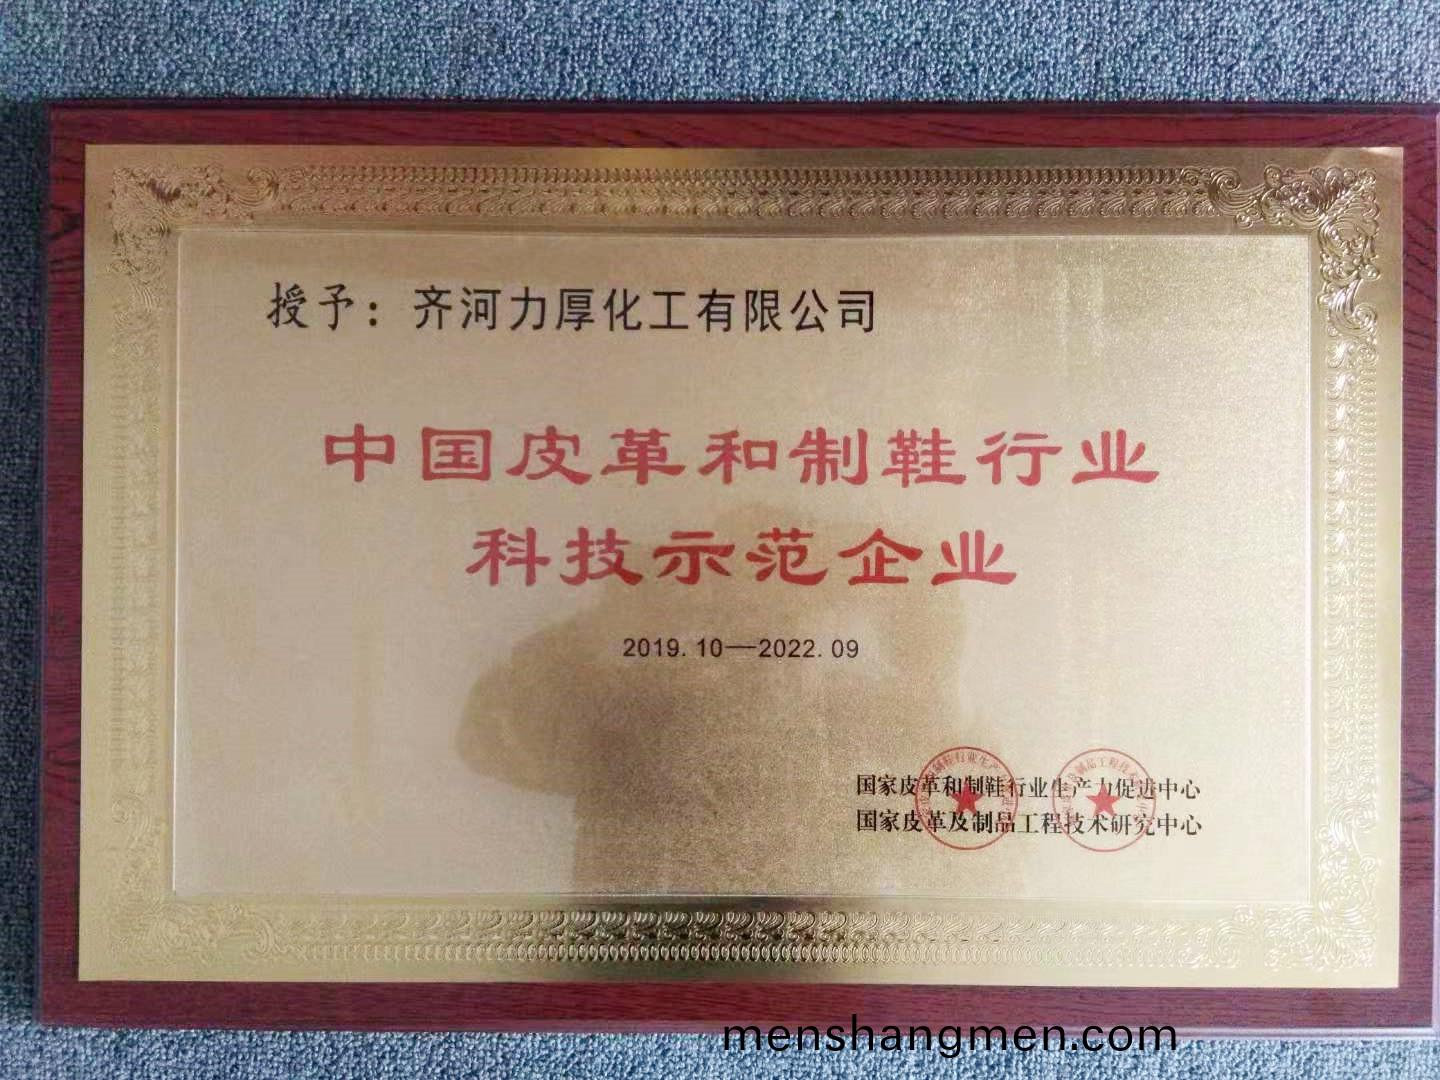 授予：齐河力厚化工有限公司
中国皮革和制鞋行业
科技示范企业
2019.10—2022.09
国家皮革和制鞋行业生产力促进中心
国家皮革及制品工程技术研究中心
menshangmen.com